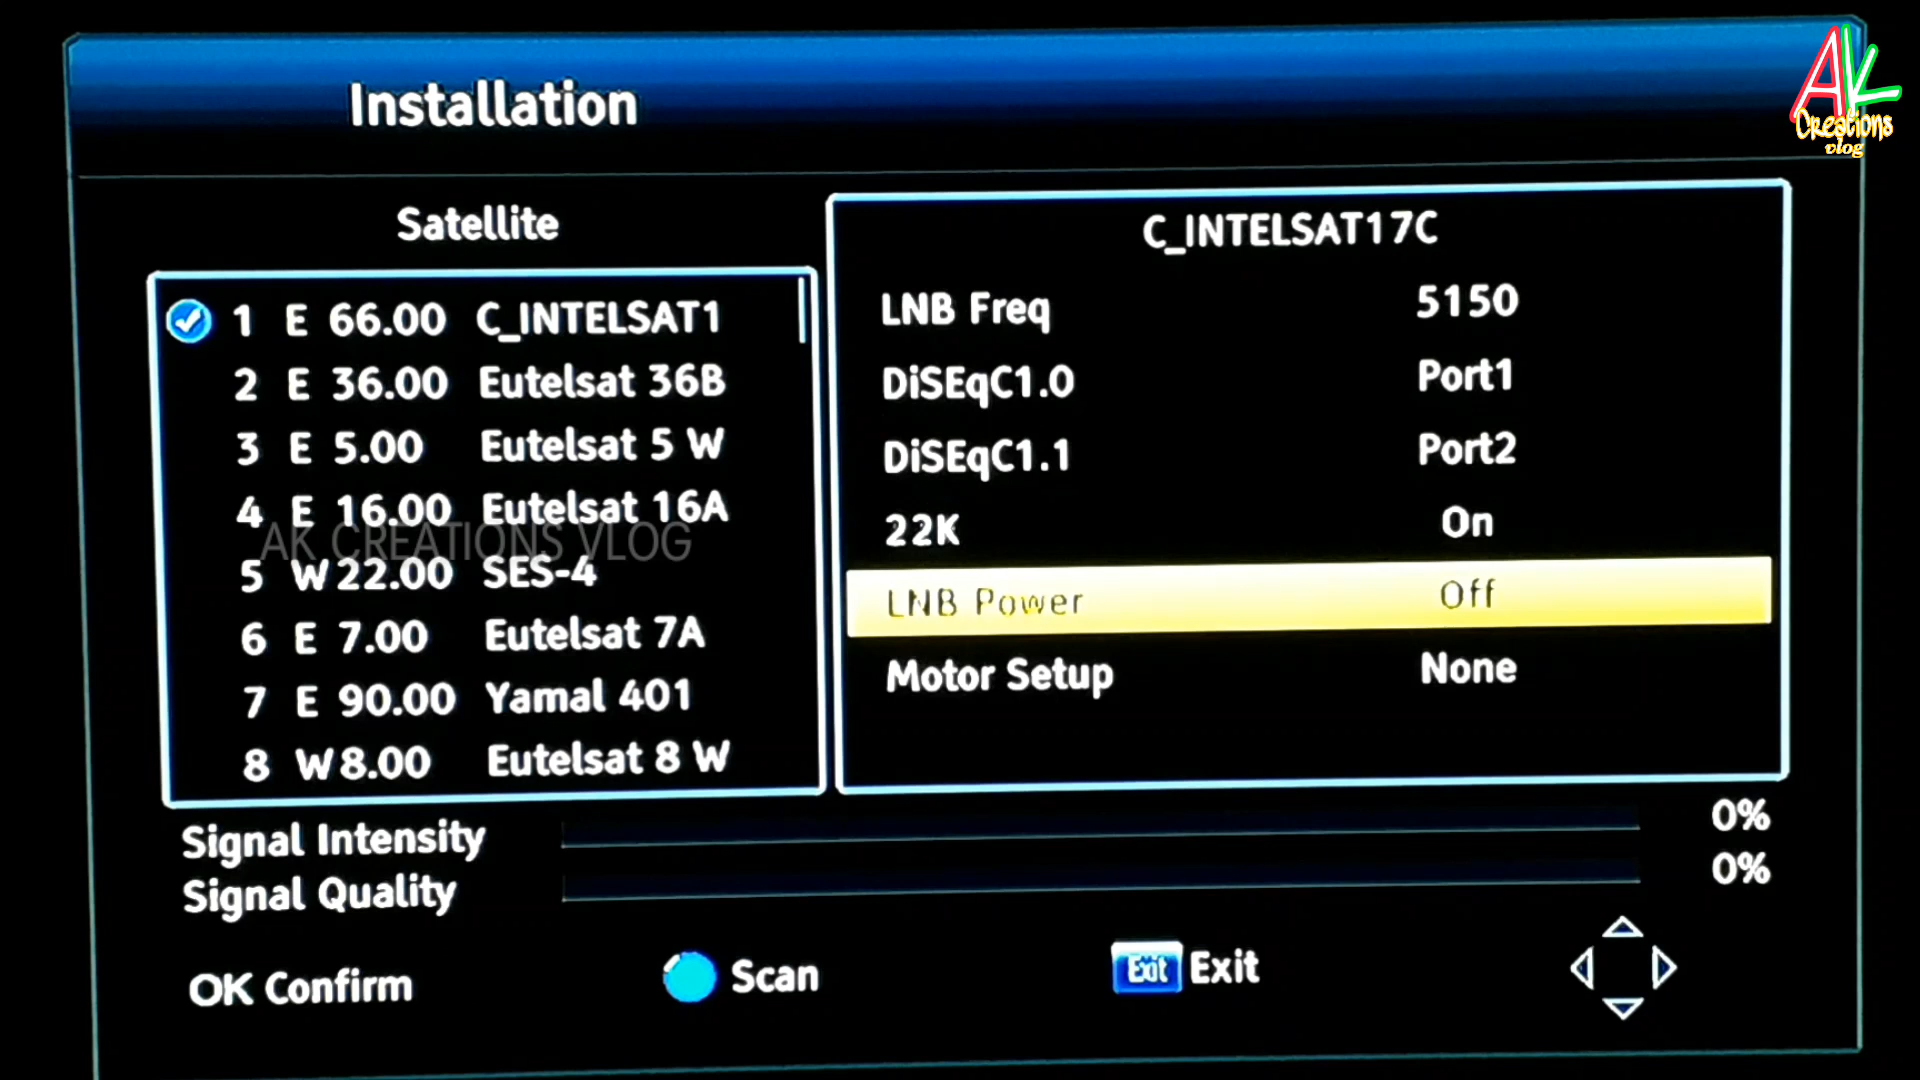 Installation
AK
Creations
vlog
Satellite
1 E 66.00 C_INTELSAT1
2 E 36.00 Eutelsat 36B
3 E 5.00 Eutelsat 5 W
4 E 16.00 Eutelsat 16A
AK CREATIONS VLOG
5 W 22.00 SES-4
6 E 7.00 Eutelsat 7A
7 E 90.00 Yamal 401
8 W 8.00 Eutelsat 8 W
C_INTELSAT17C
LNB Freq 5150
DiSEqC1.0 Port1
DiSEqC1.1 Port2
22K On
LNB Power Off
Motor Setup None
Signal Intensity 0%
Signal Quality 0%
OK Confirm Scan Exit Exit